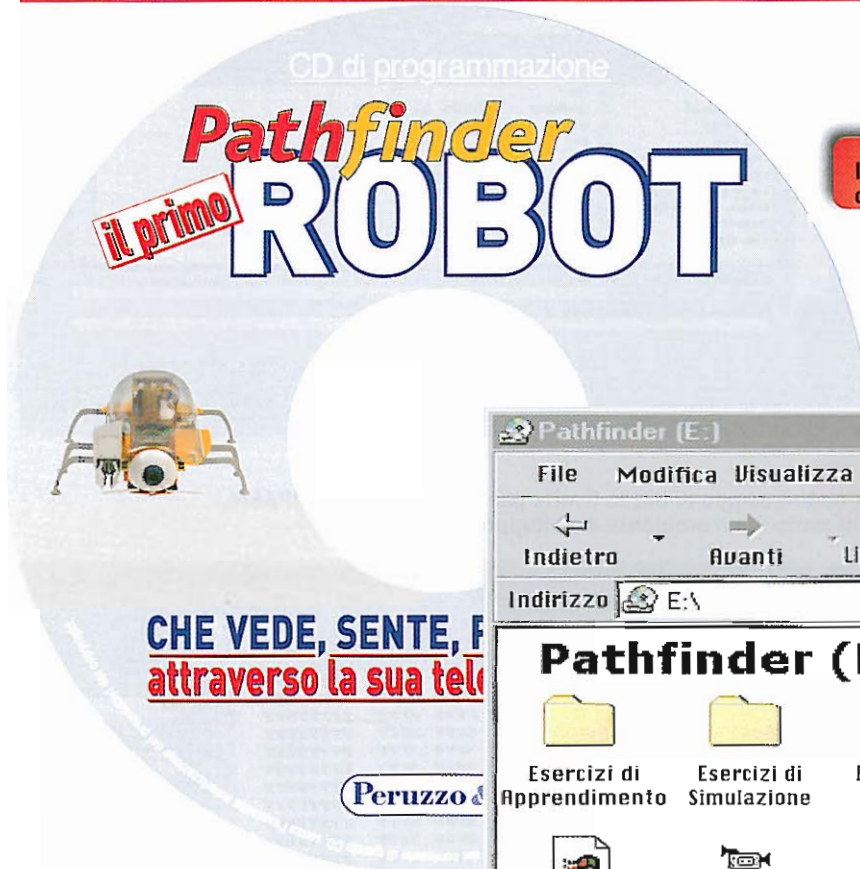 CD di programmazione
Pathfinder
il primo
ROBOT
Pathfinder (E:)
File Modifica Visualizza
Indietro Avanti
Indirizzo E:\
Pathfinder (
Esercizi di Apprendimento
Esercizi di Simulazione
CHE VEDE, SENTE,
attraverso la sua
Peruzzo &